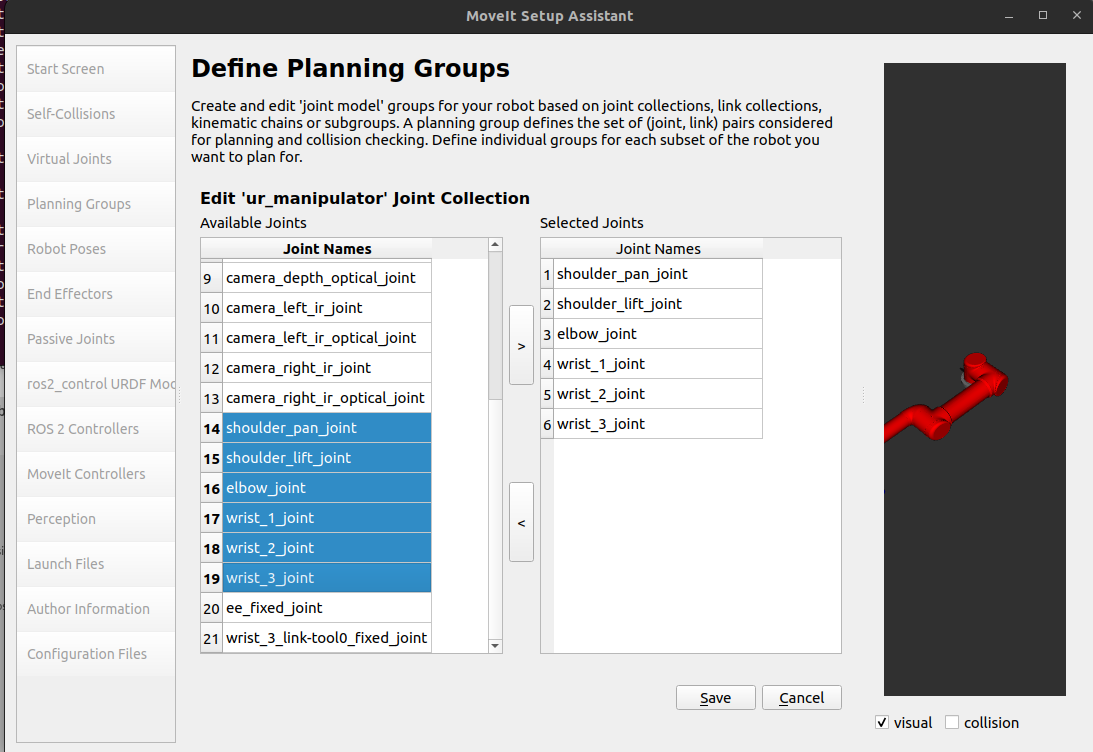 MoveIt Setup Assistant
Start Screen
Self-Collisions
Virtual Joints
Planning Groups
Robot Poses
End Effectors
Passive Joints
ros2_control URDF Moc
ROS 2 Controllers
MoveIt Controllers
Perception
Launch Files
Author Information
Configuration Files
Define Planning Groups
Create and edit 'joint model' groups for your robot based on joint collections, link collections,
kinematic chains or subgroups. A planning group defines the set of (joint, link) pairs considered
for planning and collision checking. Define individual groups for each subset of the robot you
want to plan for.
Edit 'ur_manipulator' Joint Collection
Available Joints
Joint Names
9 camera_depth_optical_joint
10 camera_left_ir_joint
11 camera_left_ir_optical_joint
12 camera_right_ir_joint
13 camera_right_ir_optical_joint
14 shoulder_pan_joint
15 shoulder_lift_joint
16 elbow_joint
17 wrist_1_joint
18 wrist_2_joint
19 wrist_3_joint
20 ee_fixed_joint
21 wrist_3_link-tool0_fixed_joint
>
<
Selected Joints
Joint Names
1 shoulder_pan_joint
2 shoulder_lift_joint
3 elbow_joint
4 wrist_1_joint
5 wrist_2_joint
6 wrist_3_joint
Save Cancel
visual collision